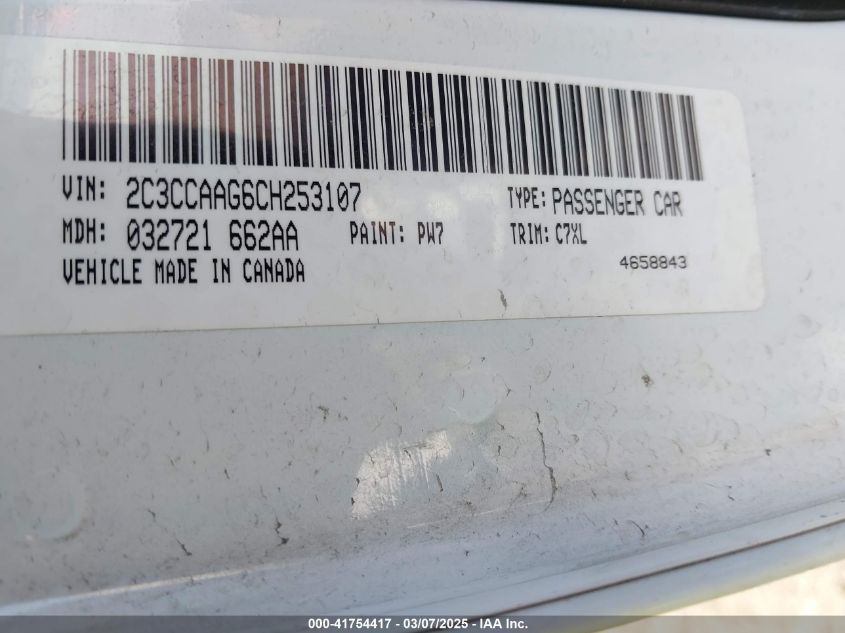 VIN: 2C3CCAAG6CH253107 TYPE: PASSENGER CAR
MDH: 032721 662AA PAINT: PW7 TRIM: C7XL
VEHICLE MADE IN CANADA 4658843
000-41754417 - 03/07/2025 - IAA Inc.